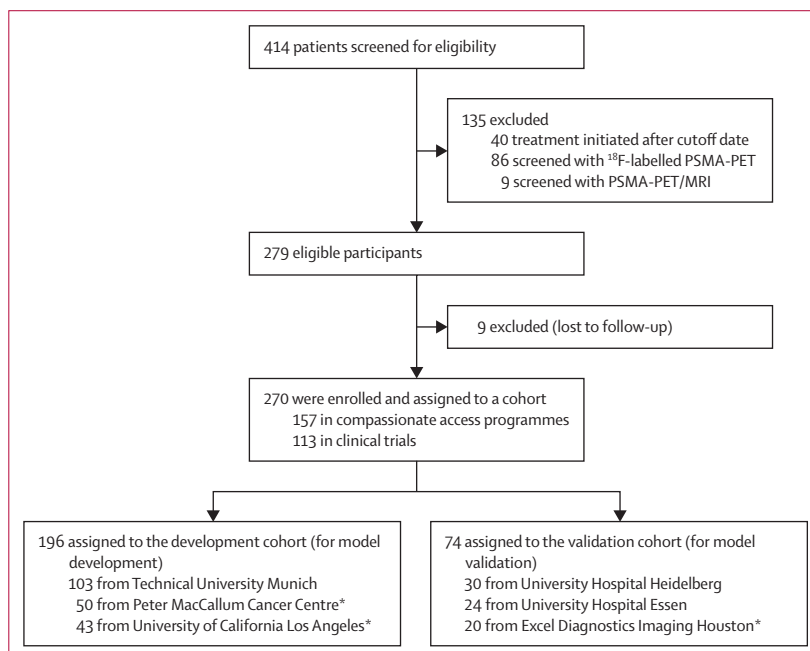 414 patients screened for eligibility
135 excluded
40 treatment initiated after cutoff date
86 screened with ¹⁸F-labelled PSMA-PET
9 screened with PSMA-PET/MRI
279 eligible participants
9 excluded (lost to follow-up)
270 were enrolled and assigned to a cohort
157 in compassionate access programmes
113 in clinical trials
196 assigned to the development cohort (for model
development)
103 from Technical University Munich
50 from Peter MacCallum Cancer Centre*
43 from University of California Los Angeles*
74 assigned to the validation cohort (for model
validation)
30 from University Hospital Heidelberg
24 from University Hospital Essen
20 from Excel Diagnostics Imaging Houston*